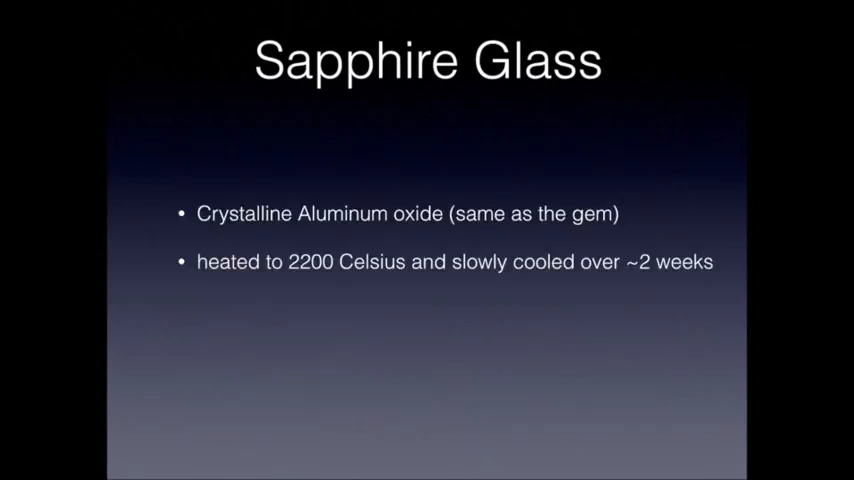 Sapphire Glass
• Crystalline Aluminum oxide (same as the gem)
• heated to 2200 Celsius and slowly cooled over ~2 weeks